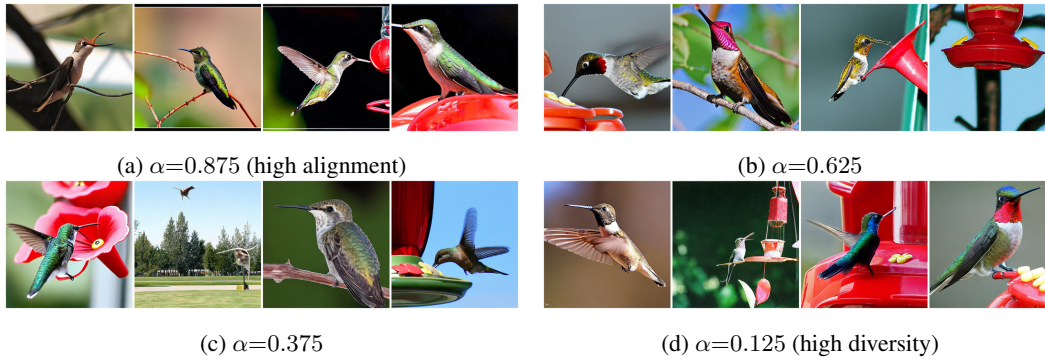 (a) α=0.875 (high alignment)
(b) α=0.625
(c) α=0.375
(d) α=0.125 (high diversity)